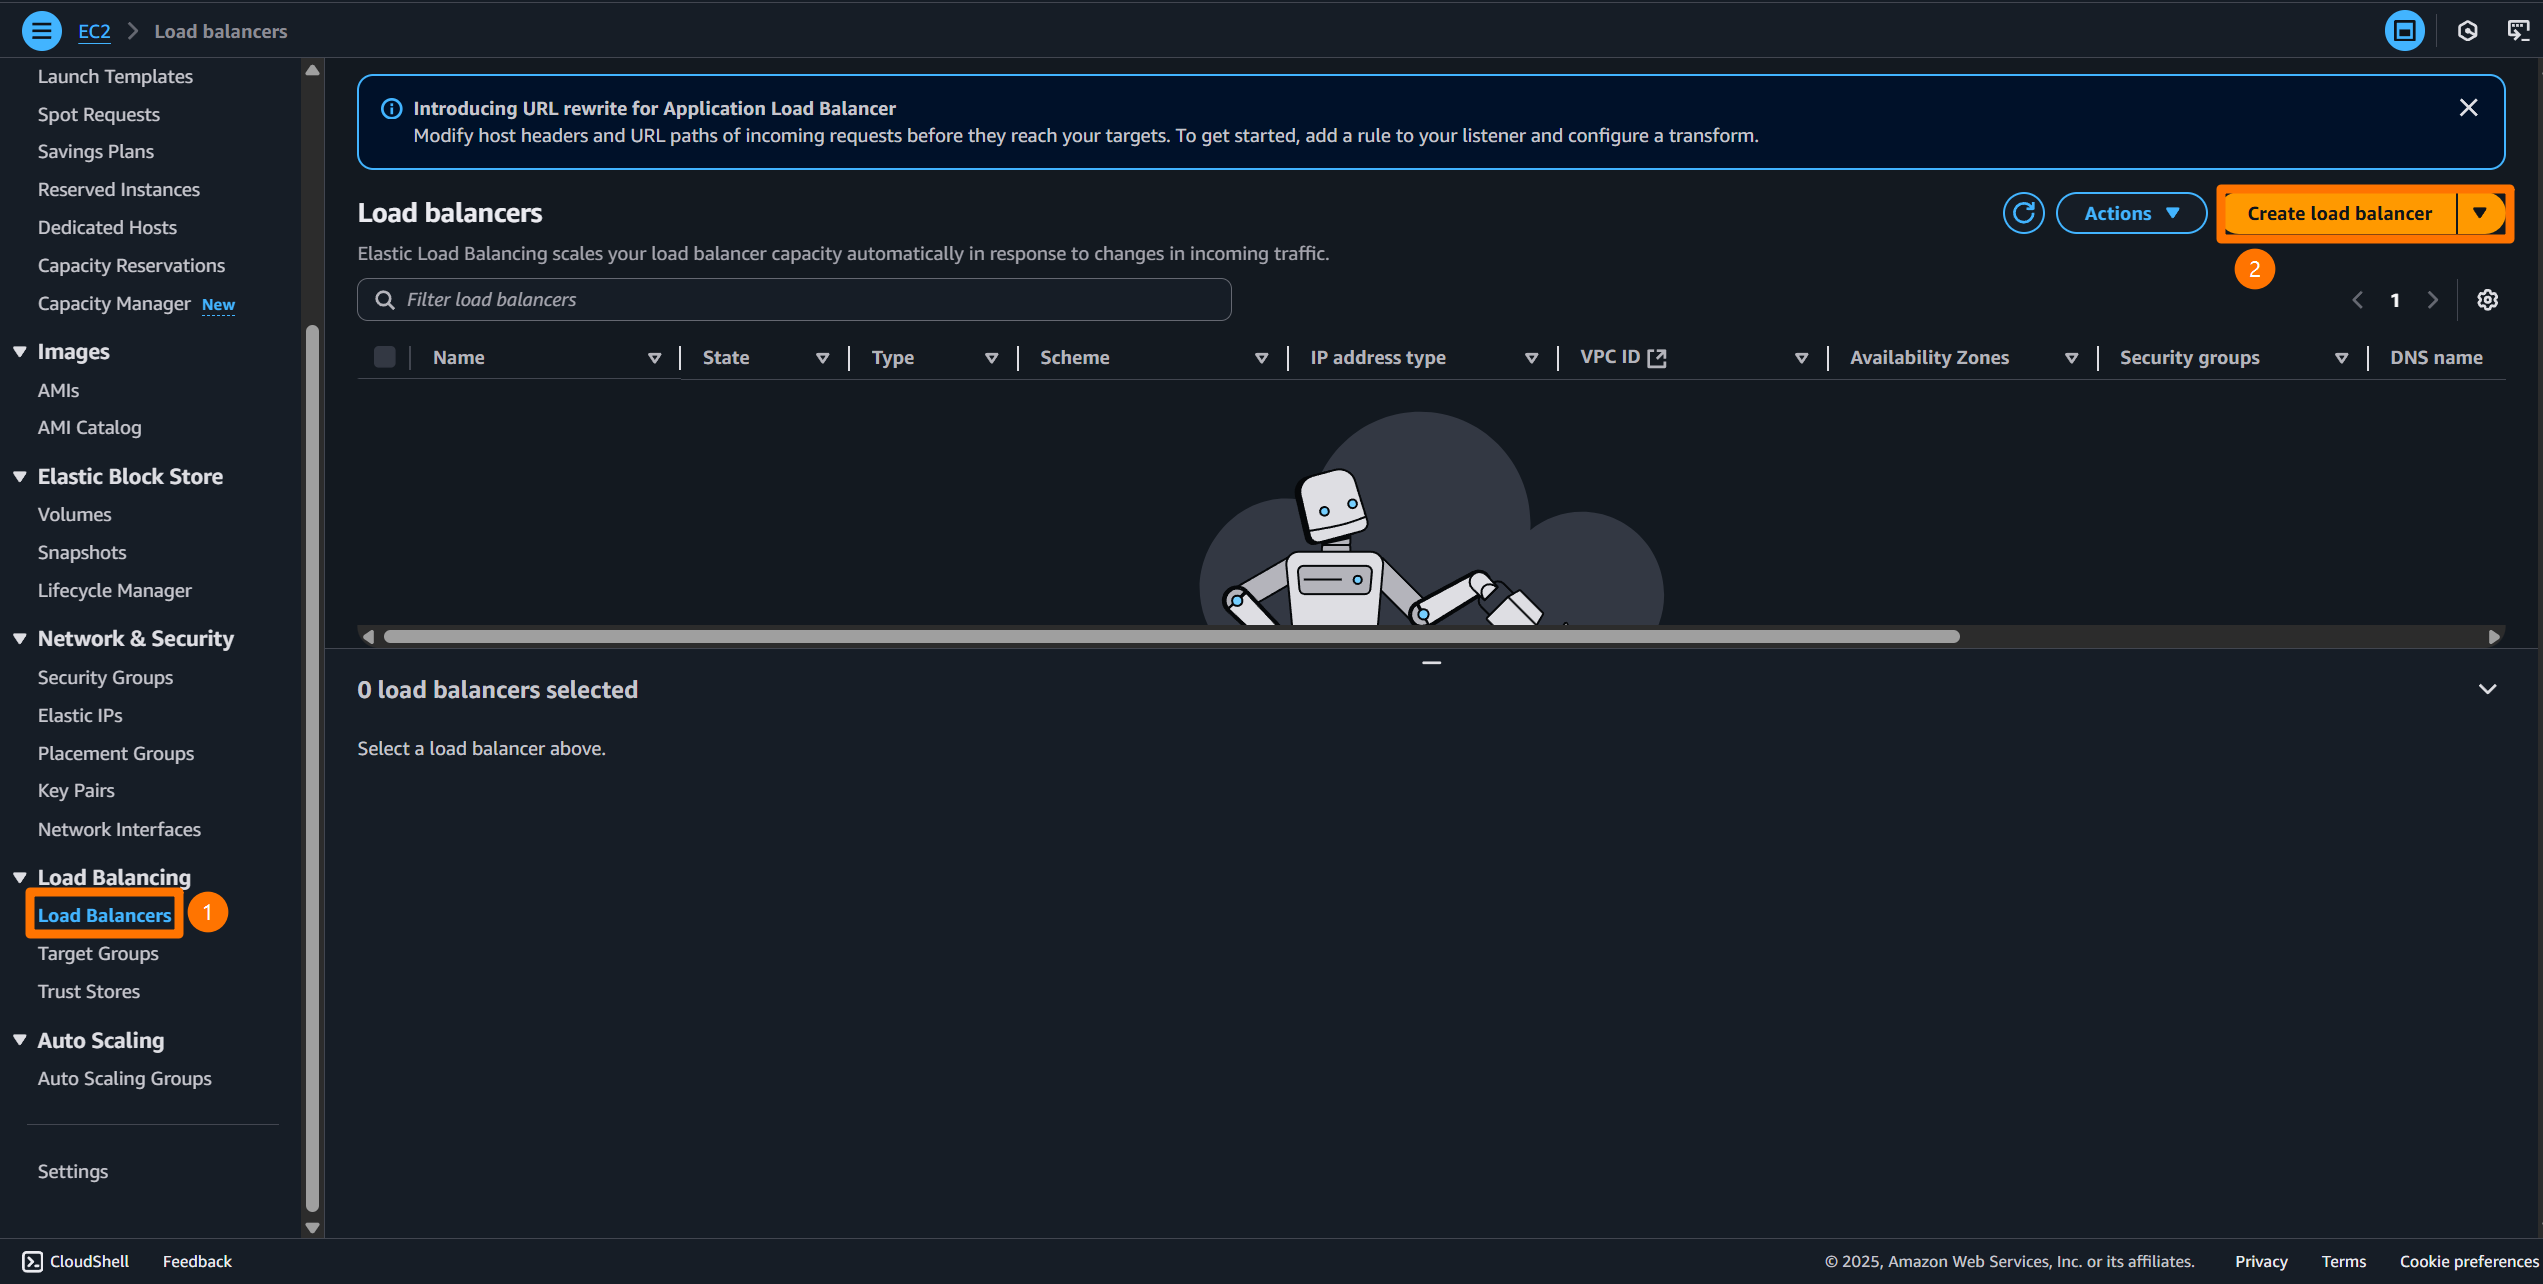 EC2 > Load balancers
Launch Templates
Spot Requests
Savings Plans
Reserved Instances
Dedicated Hosts
Capacity Reservations
Capacity Manager New
Images
AMIs
AMI Catalog
Elastic Block Store
Volumes
Snapshots
Lifecycle Manager
Network & Security
Security Groups
Elastic IPs
Placement Groups
Key Pairs
Network Interfaces
Load Balancing
Load Balancers 1
Target Groups
Trust Stores
Auto Scaling
Auto Scaling Groups
Settings
Introducing URL rewrite for Application Load Balancer
Modify host headers and URL paths of incoming requests before they reach your targets. To get started, add a rule to your listener and configure a transform.
Load balancers
Actions
Create load balancer
2
Elastic Load Balancing scales your load balancer capacity automatically in response to changes in incoming traffic.
Filter load balancers
1
Name State Type Scheme IP address type VPC ID Availability Zones Security groups DNS name
0 load balancers selected
Select a load balancer above.
CloudShell Feedback
© 2025, Amazon Web Services, Inc. or its affiliates. Privacy Terms Cookie preferences